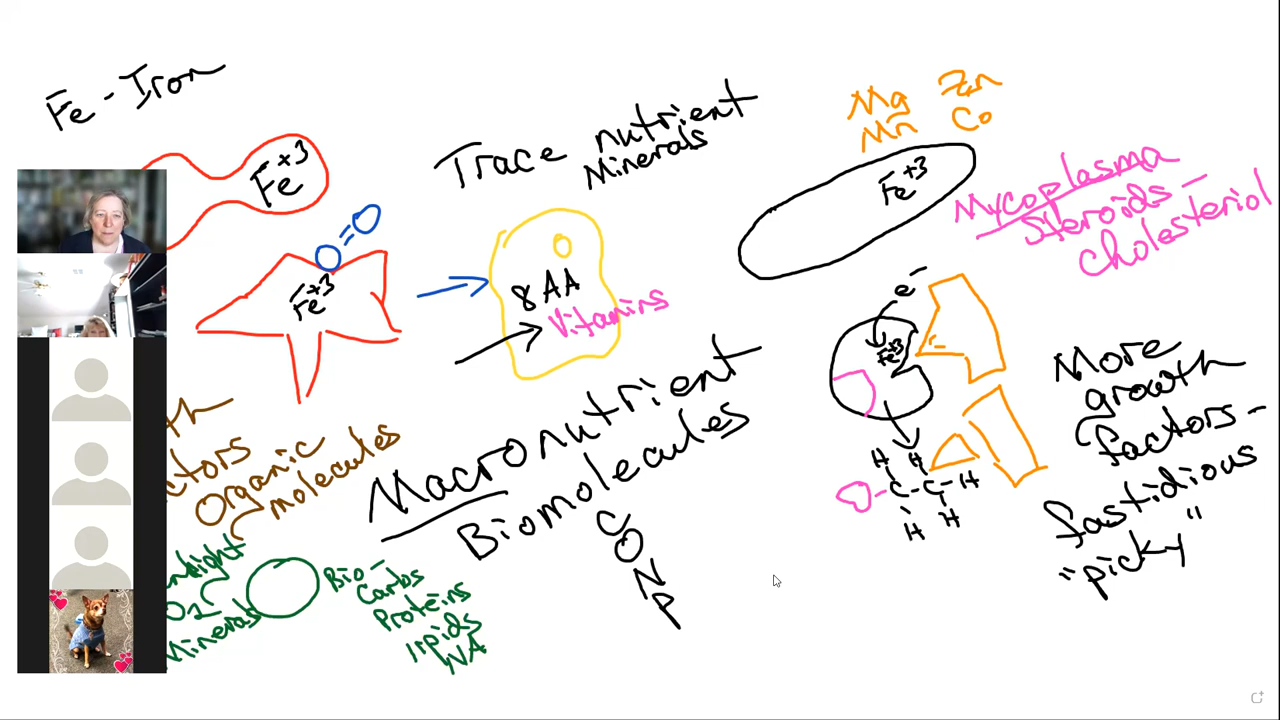 Fe - Iron
Fe+3
O=O
Fe+3
Trace nutrient
Minerals
8 AA
Vitamins
Mg Zn
Mn Co
Fe+3
Mycoplasma
Steroids -
cholesteriol
e-
Fe+3
H H
O-C-C-H
H H
More
growth
factors -
fastidious
"picky"
Macronutrient
Biomolecules
C
O
N
P
th
ctors
Organic
molecules
nlight
Minerals
Bio-
Carbs
Proteins
lipids
NA